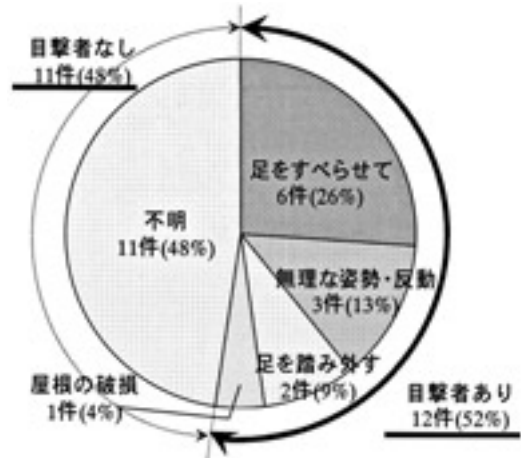 目撃者なし
11件(48%)
足をすべらせて
6件(26%)
不明
11件(48%)
無理な姿勢・反動
3件(13%)
足を踏み外す
2件(9%)
屋根の破損
1件(4%)
目撃者あり
12件(52%)